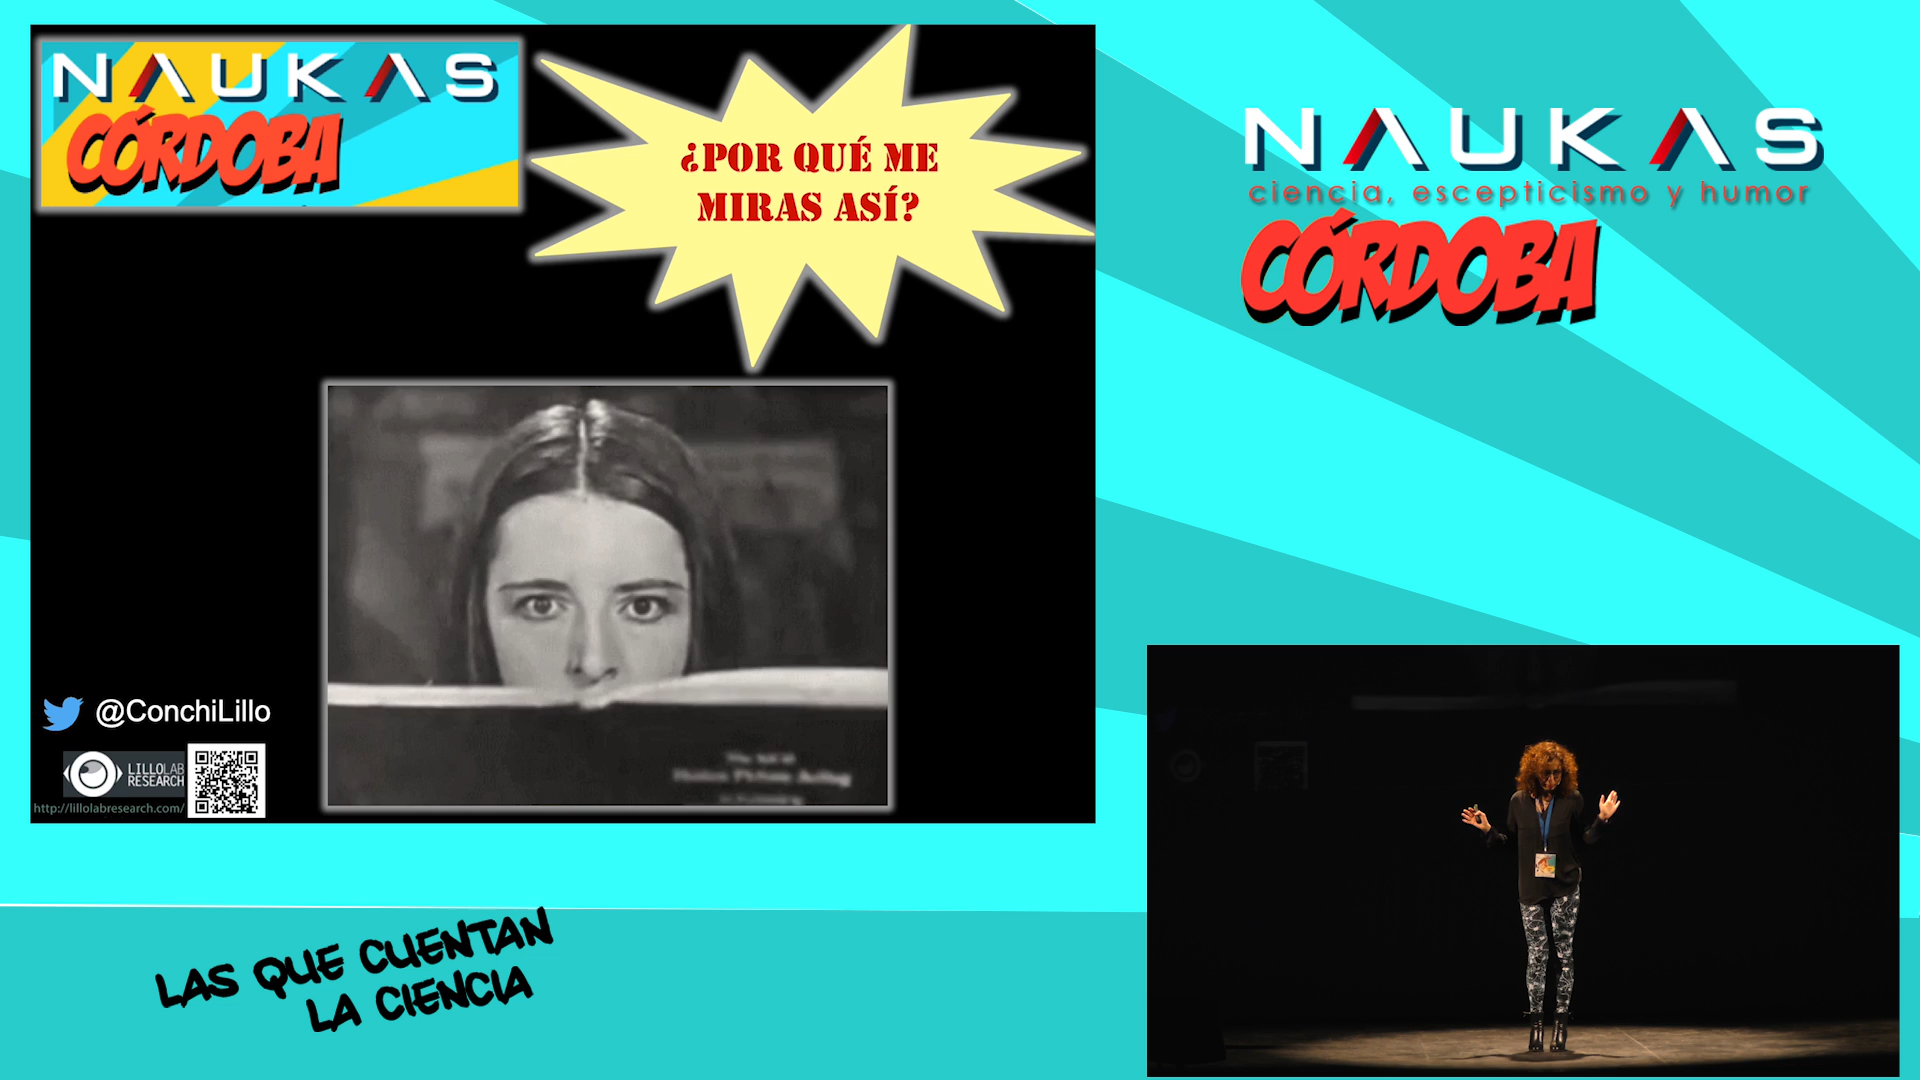 NAUKAS
CÓRDOBA
¿POR QUÉ ME
MIRAS ASÍ?
@ConchiLillo
LILLOLAB
RESEARCH
http://lillolabresearch.com/
NAUKAS
ciencia, escepticismo y humor
CÓRDOBA
LAS QUE CUENTAN
LA CIENCIA